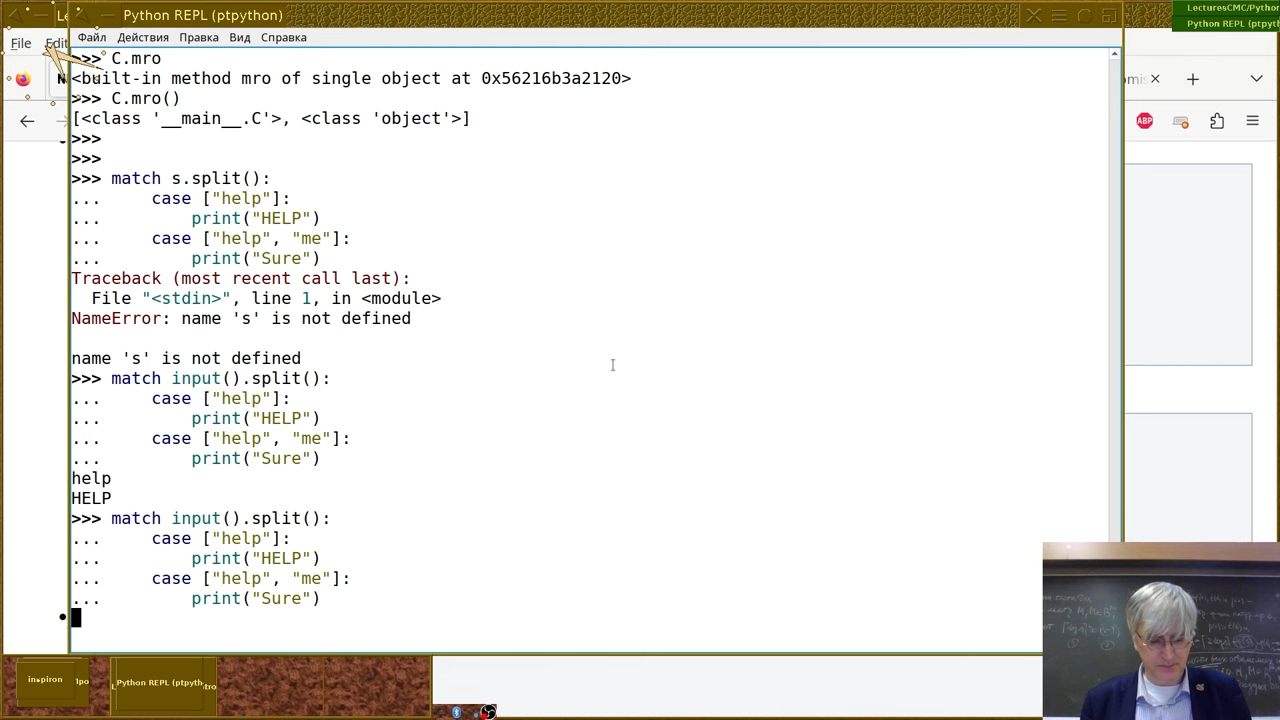 Python REPL (ptpython)
LecturesCMC/Python
Python REPL (ptpyth
File
Edit
Файл Действия Правка Вид Справка
>>> C.mro
<built-in method mro of single object at 0x56216b3a2120>
>>> C.mro()
[<class '__main__.C'>, <class 'object'>]
>>>
>>>
>>> match s.split():
...     case ["help"]:
...         print("HELP")
...     case ["help", "me"]:
...         print("Sure")
Traceback (most recent call last):
  File "<stdin>", line 1, in <module>
NameError: name 's' is not defined
name 's' is not defined
>>> match input().split():
...     case ["help"]:
...         print("HELP")
...     case ["help", "me"]:
...         print("Sure")
help
HELP
>>> match input().split():
...     case ["help"]:
...         print("HELP")
...     case ["help", "me"]:
...         print("Sure")
ABP
inspiron
Python REPL (ptpyth